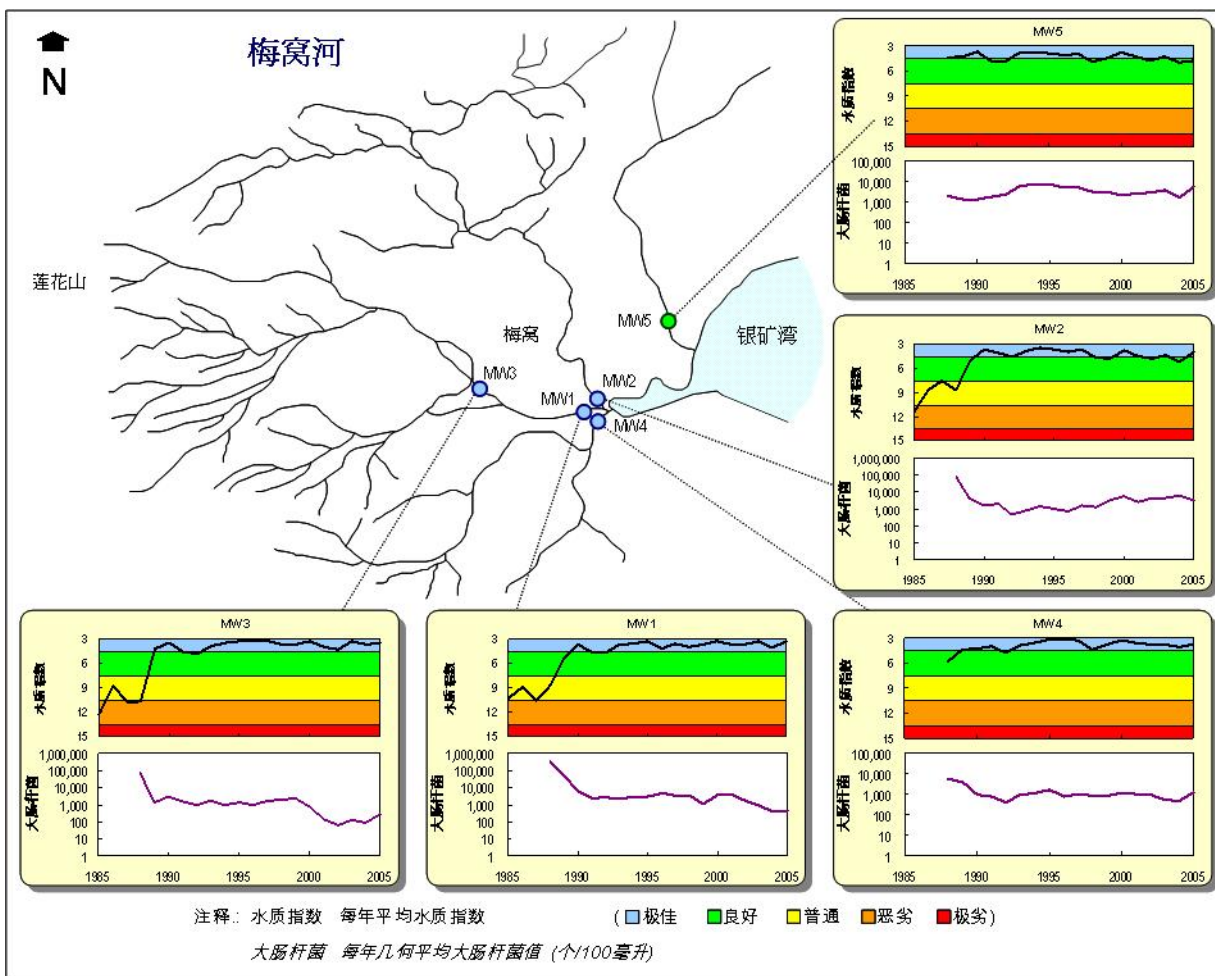 梅窝河
N
莲花山
梅窝
银矿湾
MW5
MW3
MW2
MW1
MW4
MW5
水质指数
3
6
9
12
15
大肠杆菌
100,000
10,000
1,000
100
10
1
1985 1990 1995 2000 2005
MW2
水质指数
3
6
9
12
15
大肠杆菌
1,000,000
100,000
10,000
1,000
100
10
1
1985 1990 1995 2000 2005
MW3
水质指数
3
6
9
12
15
大肠杆菌
1,000,000
100,000
10,000
1,000
100
10
1
1985 1990 1995 2000 2005
MW1
水质指数
3
6
9
12
15
大肠杆菌
1,000,000
100,000
10,000
1,000
100
10
1
1985 1990 1995 2000 2005
MW4
水质指数
3
6
9
12
15
大肠杆菌
100,000
10,000
1,000
100
10
1
1985 1990 1995 2000 2005
注释: 水质指数 每年平均水质指数 (极佳 良好 普通 恶劣 极劣)
大肠杆菌 每年几何平均大肠杆菌值 (个/100毫升)